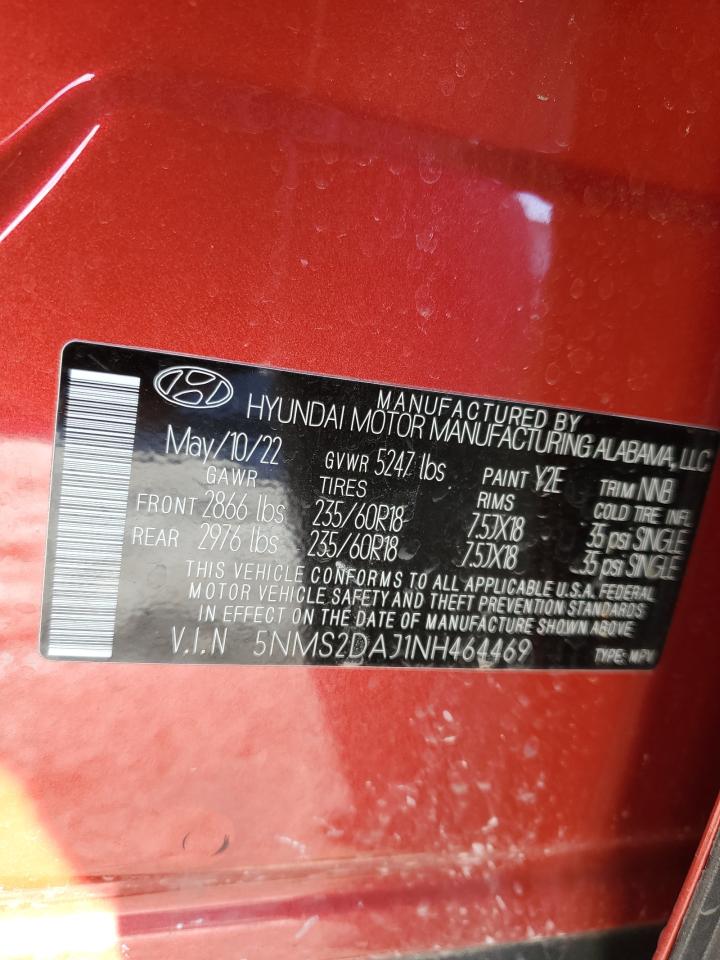 MANUFACTURED BY
HYUNDAI MOTOR MANUFACTURING ALABAMA, LLC
May/10/22 GVWR 5247 lbs PAINT Y2E TRIM NNB
GAWR TIRES RIMS COLD TIRE INFL
FRONT 2866 lbs 235/60R18 7.5JX18 35 psi SINGLE
REAR 2976 lbs 235/60R18 7.5JX18 35 psi SINGLE
THIS VEHICLE CONFORMS TO ALL APPLICABLE U.S.A. FEDERAL
MOTOR VEHICLE SAFETY AND THEFT PREVENTION STANDARDS
IN EFFECT ON THE DATE OF MANUFACTURE SHOWN ABOVE.
V.I.N 5NMS2DAJ1NH464469 TYPE: MPV